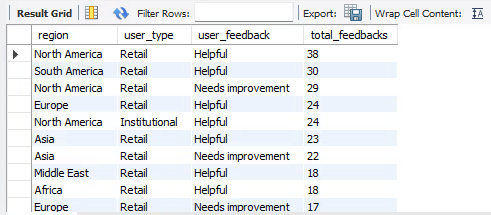 Result Grid Filter Rows: Export: Wrap Cell Content:
region user_type user_feedback total_feedbacks
North America Retail Helpful 38
South America Retail Helpful 30
North America Retail Needs improvement 29
Europe Retail Helpful 24
North America Institutional Helpful 24
Asia Retail Helpful 23
Asia Retail Needs improvement 22
Middle East Retail Helpful 18
Africa Retail Helpful 18
Europe Retail Needs improvement 17